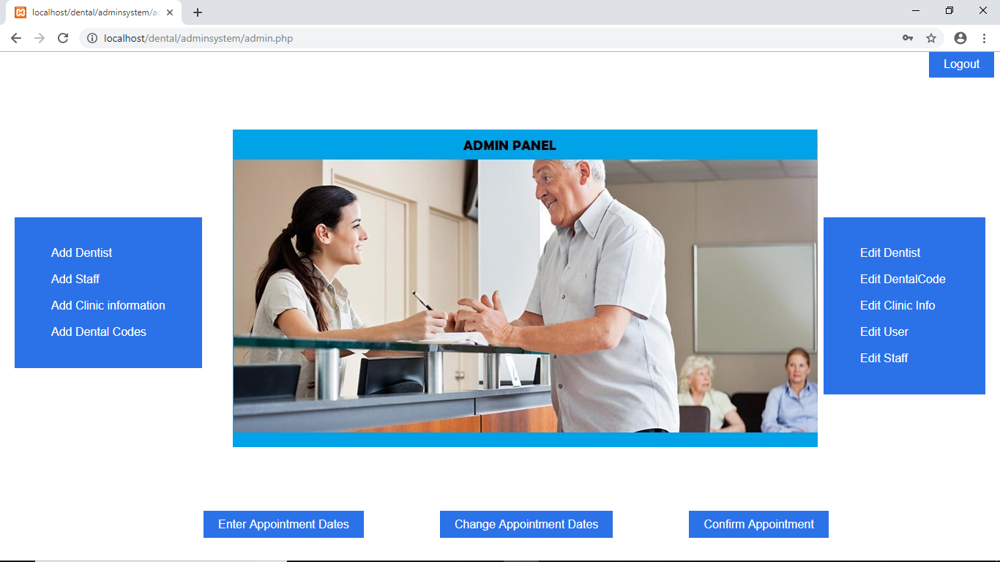 localhost/dental/adminsystem/ac
localhost/dental/adminsystem/admin.php
Logout
ADMIN PANEL
Add Dentist
Add Staff
Add Clinic information
Add Dental Codes
Edit Dentist
Edit DentalCode
Edit Clinic Info
Edit User
Edit Staff
Enter Appointment Dates
Change Appointment Dates
Confirm Appointment